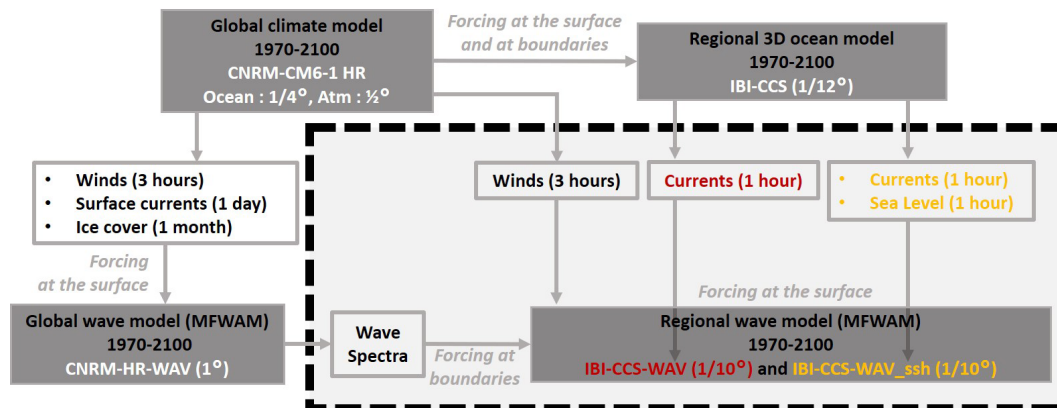 Global climate model
1970-2100
CNRM-CM6-1 HR
Ocean : 1/4°, Atm : ½°
Forcing at the surface
and at boundaries
Regional 3D ocean model
1970-2100
IBI-CCS (1/12°)
• Winds (3 hours)
• Surface currents (1 day)
• Ice cover (1 month)
Winds (3 hours)
Currents (1 hour)
• Currents (1 hour)
• Sea Level (1 hour)
Forcing
at the surface
Forcing at the surface
Global wave model (MFWAM)
1970-2100
CNRM-HR-WAV (1°)
Wave
Spectra
Forcing at
boundaries
Regional wave model (MFWAM)
1970-2100
IBI-CCS-WAV (1/10°) and IBI-CCS-WAV_ssh (1/10°)